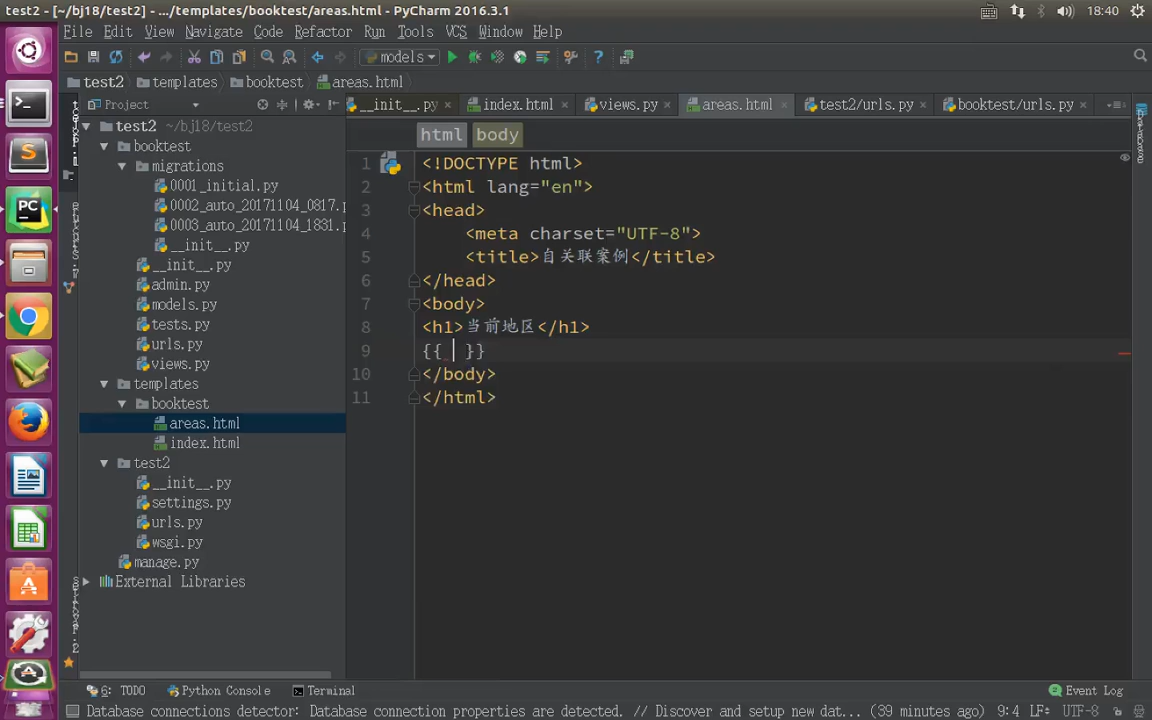 test2 - [~/bj18/test2] - .../templates/booktest/areas.html - PyCharm 2016.3.1
18:40
File Edit View Navigate Code Refactor Run Tools VCS Window Help
models
test2 templates booktest areas.html
Project
__init__.py index.html views.py areas.html test2/urls.py booktest/urls.py
test2 ~/bj18/test2
booktest
migrations
0001_initial.py
0002_auto_20171104_0817.p
0003_auto_20171104_1831.p
__init__.py
__init__.py
admin.py
models.py
tests.py
urls.py
views.py
templates
booktest
areas.html
index.html
test2
__init__.py
settings.py
urls.py
wsgi.py
manage.py
External Libraries
html body
1 <!DOCTYPE html>
2 <html lang="en">
3 <head>
4 <meta charset="UTF-8">
5 <title>自关联案例</title>
6 </head>
7 <body>
8 <h1>当前地区</h1>
9 {{  }}
10 </body>
11 </html>
6: TODO Python Console Terminal Event Log
Database connections detector: Database connection properties are detected. // Discover and setup new dat... (39 minutes ago) 9:4 LF UTF-8